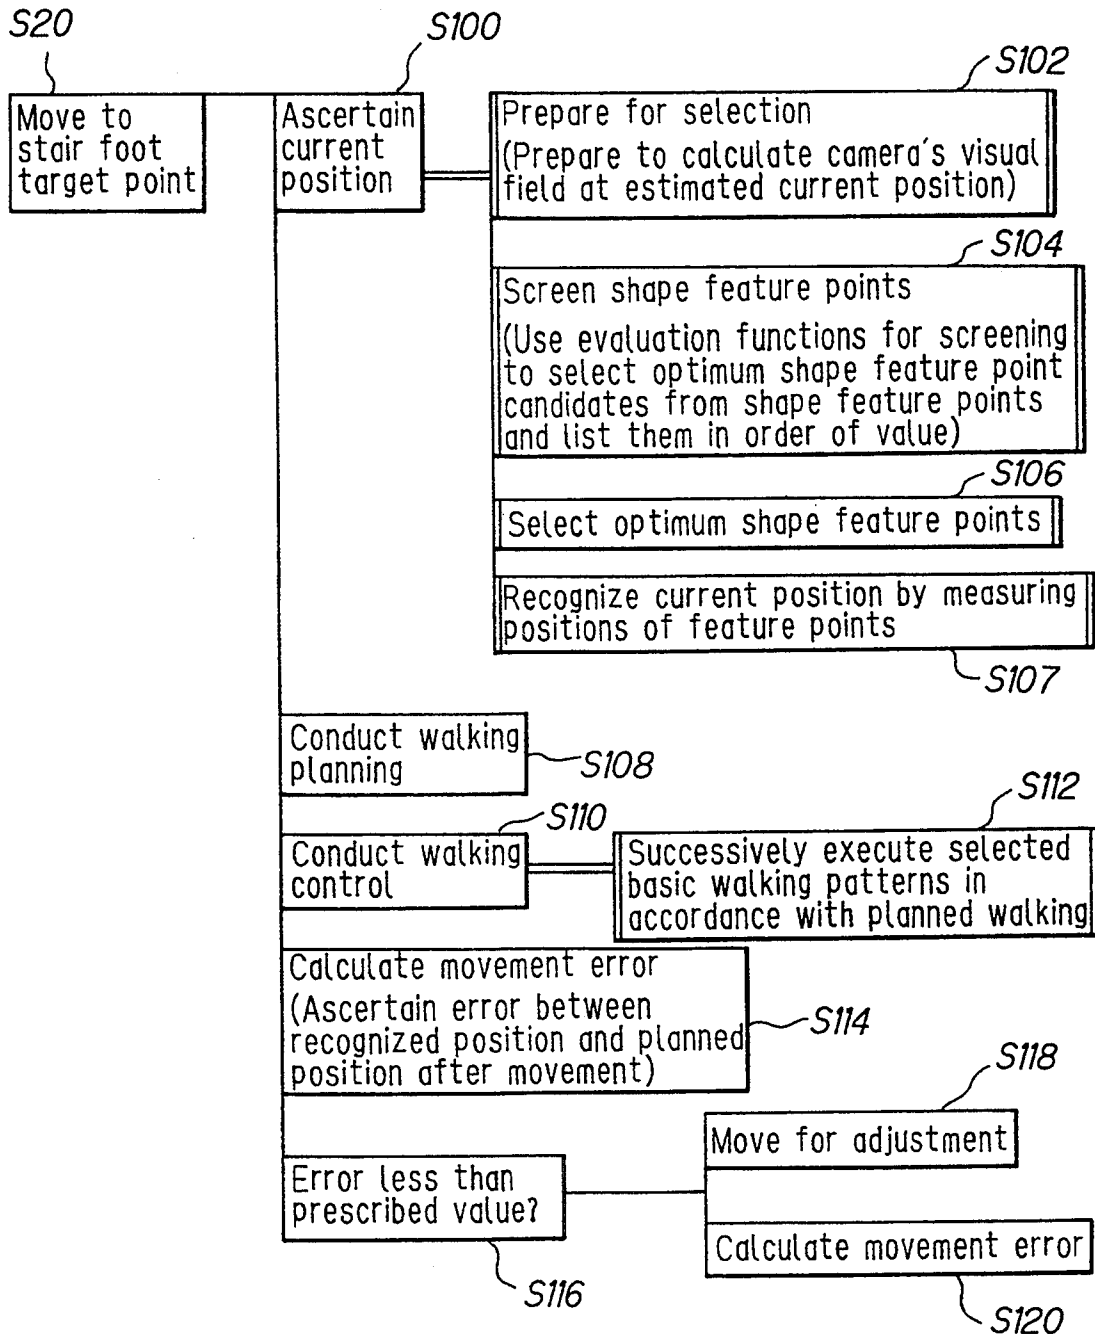 S20
S100
S102
Move to
stair foot
target point
Ascertain
current
position
Prepare for selection
(Prepare to calculate camera's visual
field at estimated current position)
S104
Screen shape feature points
(Use evaluation functions for screening
to select optimum shape feature point
candidates from shape feature points
and list them in order of value)
S106
Select optimum shape feature points
Recognize current position by measuring
positions of feature points
S107
Conduct walking
planning
S108
S110
S112
Conduct walking
control
Successively execute selected
basic walking patterns in
accordance with planned walking
Calculate movement error
(Ascertain error between
recognized position and planned
position after movement)
S114
S118
Move for adjustment
Error less than
prescribed value?
Calculate movement error
S116
S120